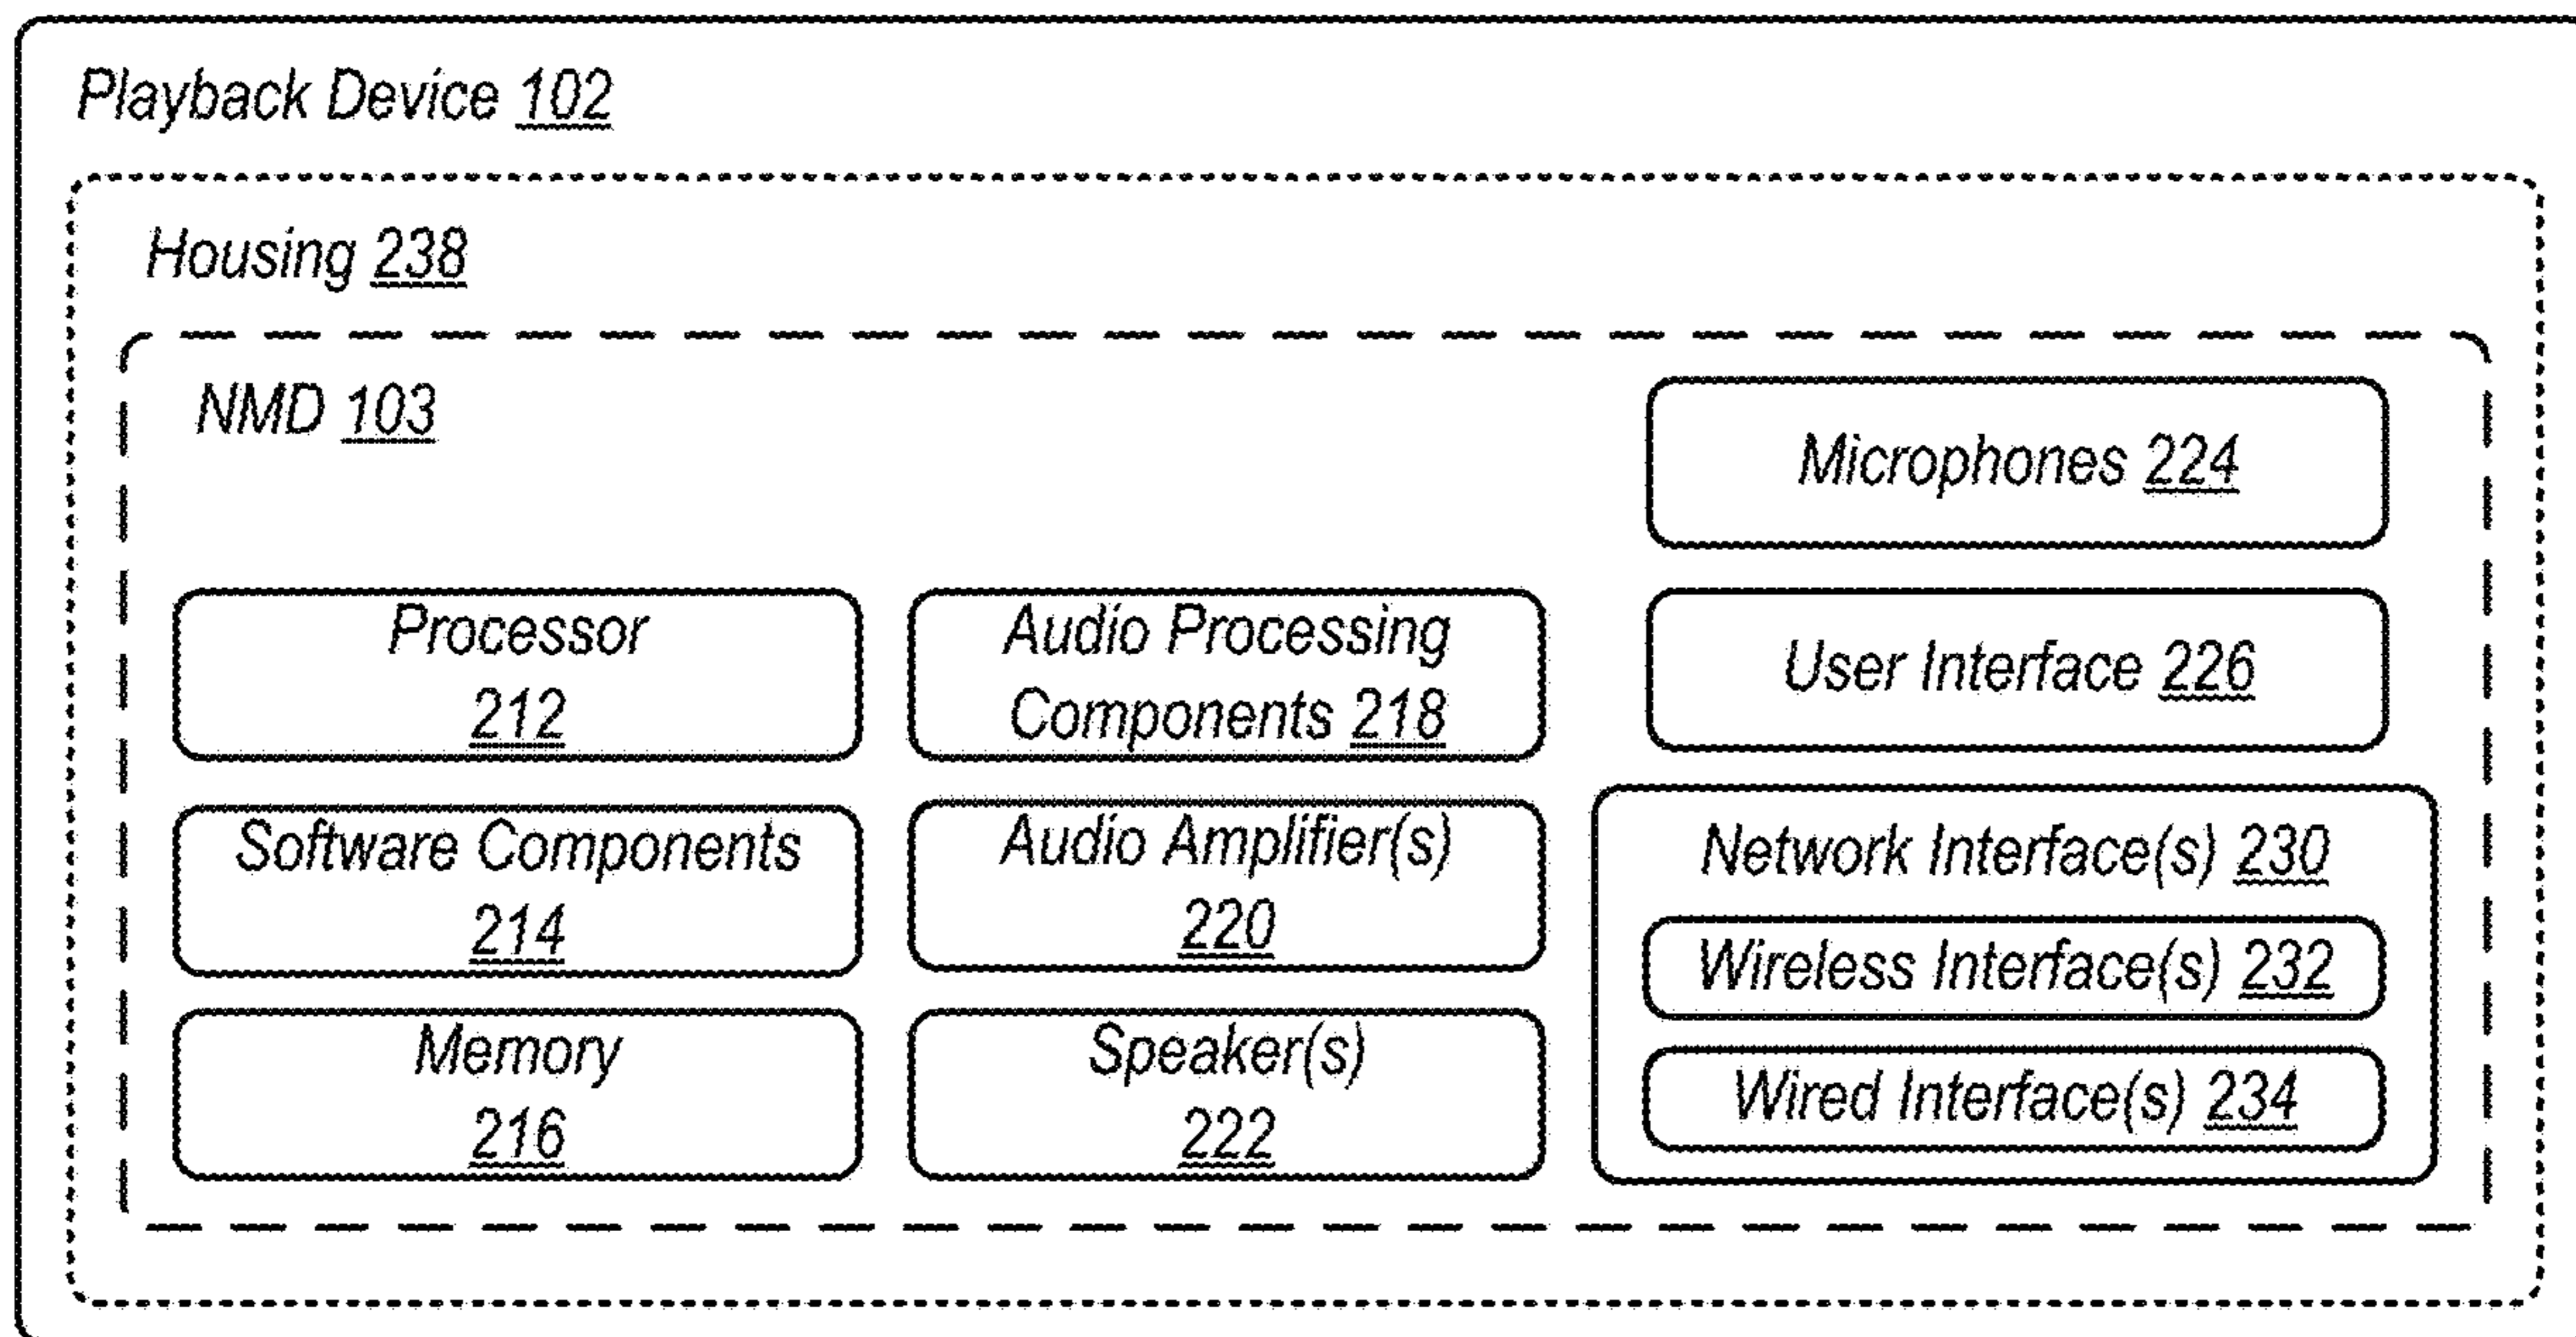 Playback Device 102
Housing 238
NMD 103
Microphones 224
Processor
212
Audio Processing
Components 218
User Interface 226
Software Components
214
Audio Amplifier(s)
220
Network Interface(s) 230
Wireless Interface(s) 232
Wired Interface(s) 234
Memory
216
Speaker(s)
222